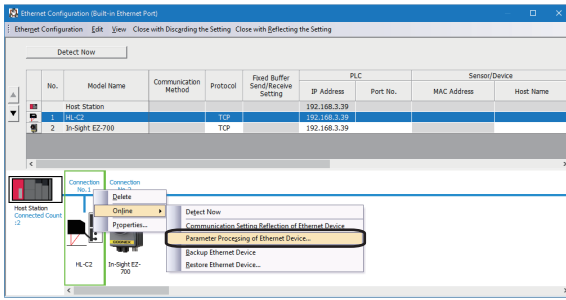 Ethernet Configuration (Built-in Ethernet Port)
Ethernet Configuration Edit View Close with Discarding the Setting Close with Reflecting the Setting
Detect Now
No. Model Name Communication Method Protocol Fixed Buffer Send/Receive Setting PLC Sensor/Device
IP Address Port No. MAC Address Host Name
Host Station 192.168.3.39
1 HL-C2 TCP 192.168.3.39
2 In-Sight EZ-700 TCP 192.168.3.39
Connection No. 1
Connection No. 2
Host Station
Connected Count
:2
Delete
Online
Properties...
Detect Now
Communication Setting Reflection of Ethernet Device
Parameter Processing of Ethernet Device...
Backup Ethernet Device
Restore Ethernet Device...
HL-C2
In-Sight EZ-
700